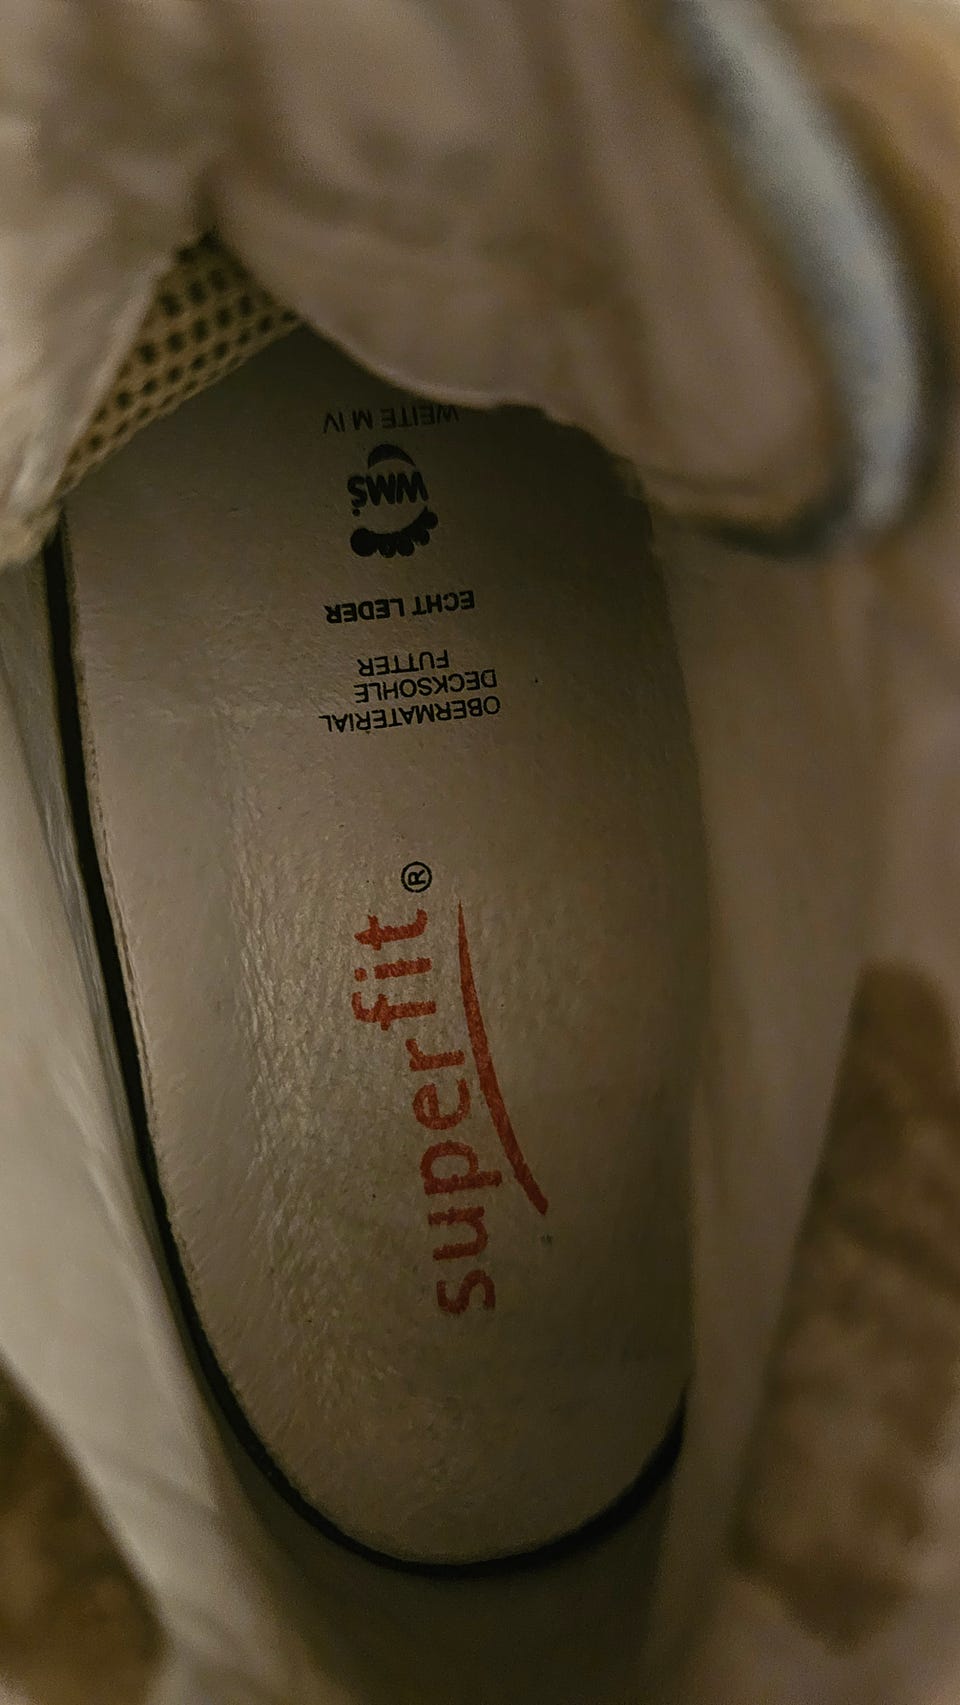 superfit®
OBERMATERIAL
DECKSOHLE
FUTTER
ECHT LEDER
WMS
WEITE M IV